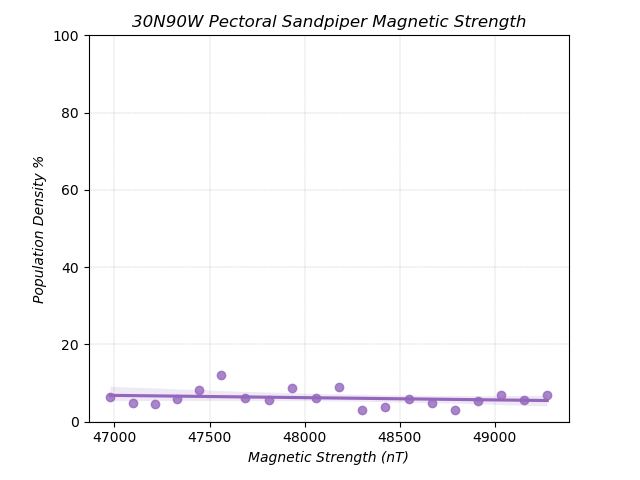 30N90W Pectoral Sandpiper Magnetic Strength
100
80
60
40
20
0
Population Density %
47000 47500 48000 48500 49000
Magnetic Strength (nT)